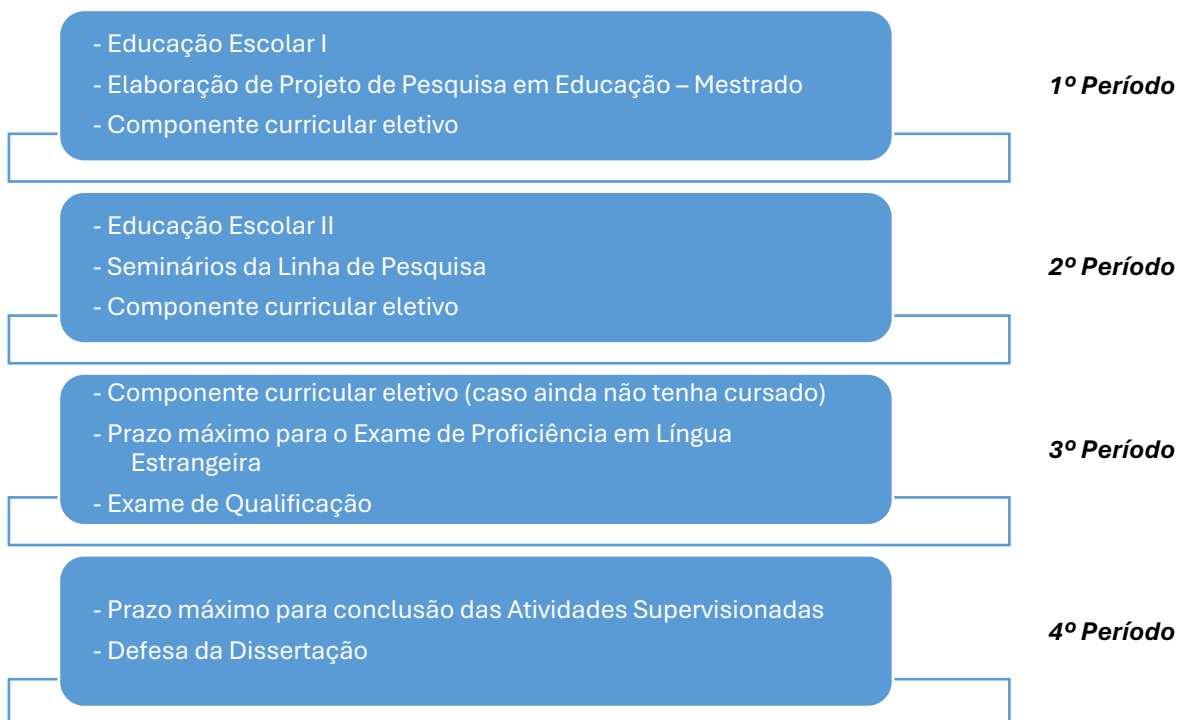 - Educação Escolar I
- Elaboração de Projeto de Pesquisa em Educação – Mestrado
- Componente curricular eletivo
1º Período
- Educação Escolar II
- Seminários da Linha de Pesquisa
- Componente curricular eletivo
2º Período
- Componente curricular eletivo (caso ainda não tenha cursado)
- Prazo máximo para o Exame de Proficiência em Língua
Estrangeira
- Exame de Qualificação
3º Período
- Prazo máximo para conclusão das Atividades Supervisionadas
- Defesa da Dissertação
4º Período